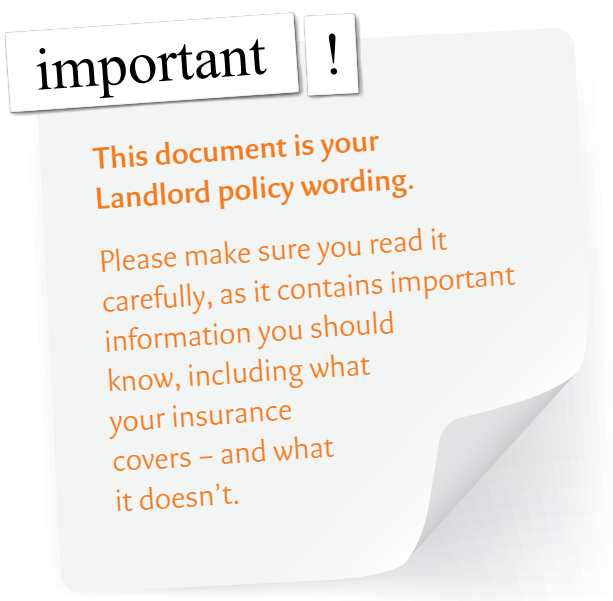 important !
This document is your
Landlord policy wording.
Please make sure you read it
carefully, as it contains important
information you should
know, including what
your insurance
covers – and what
it doesn't.